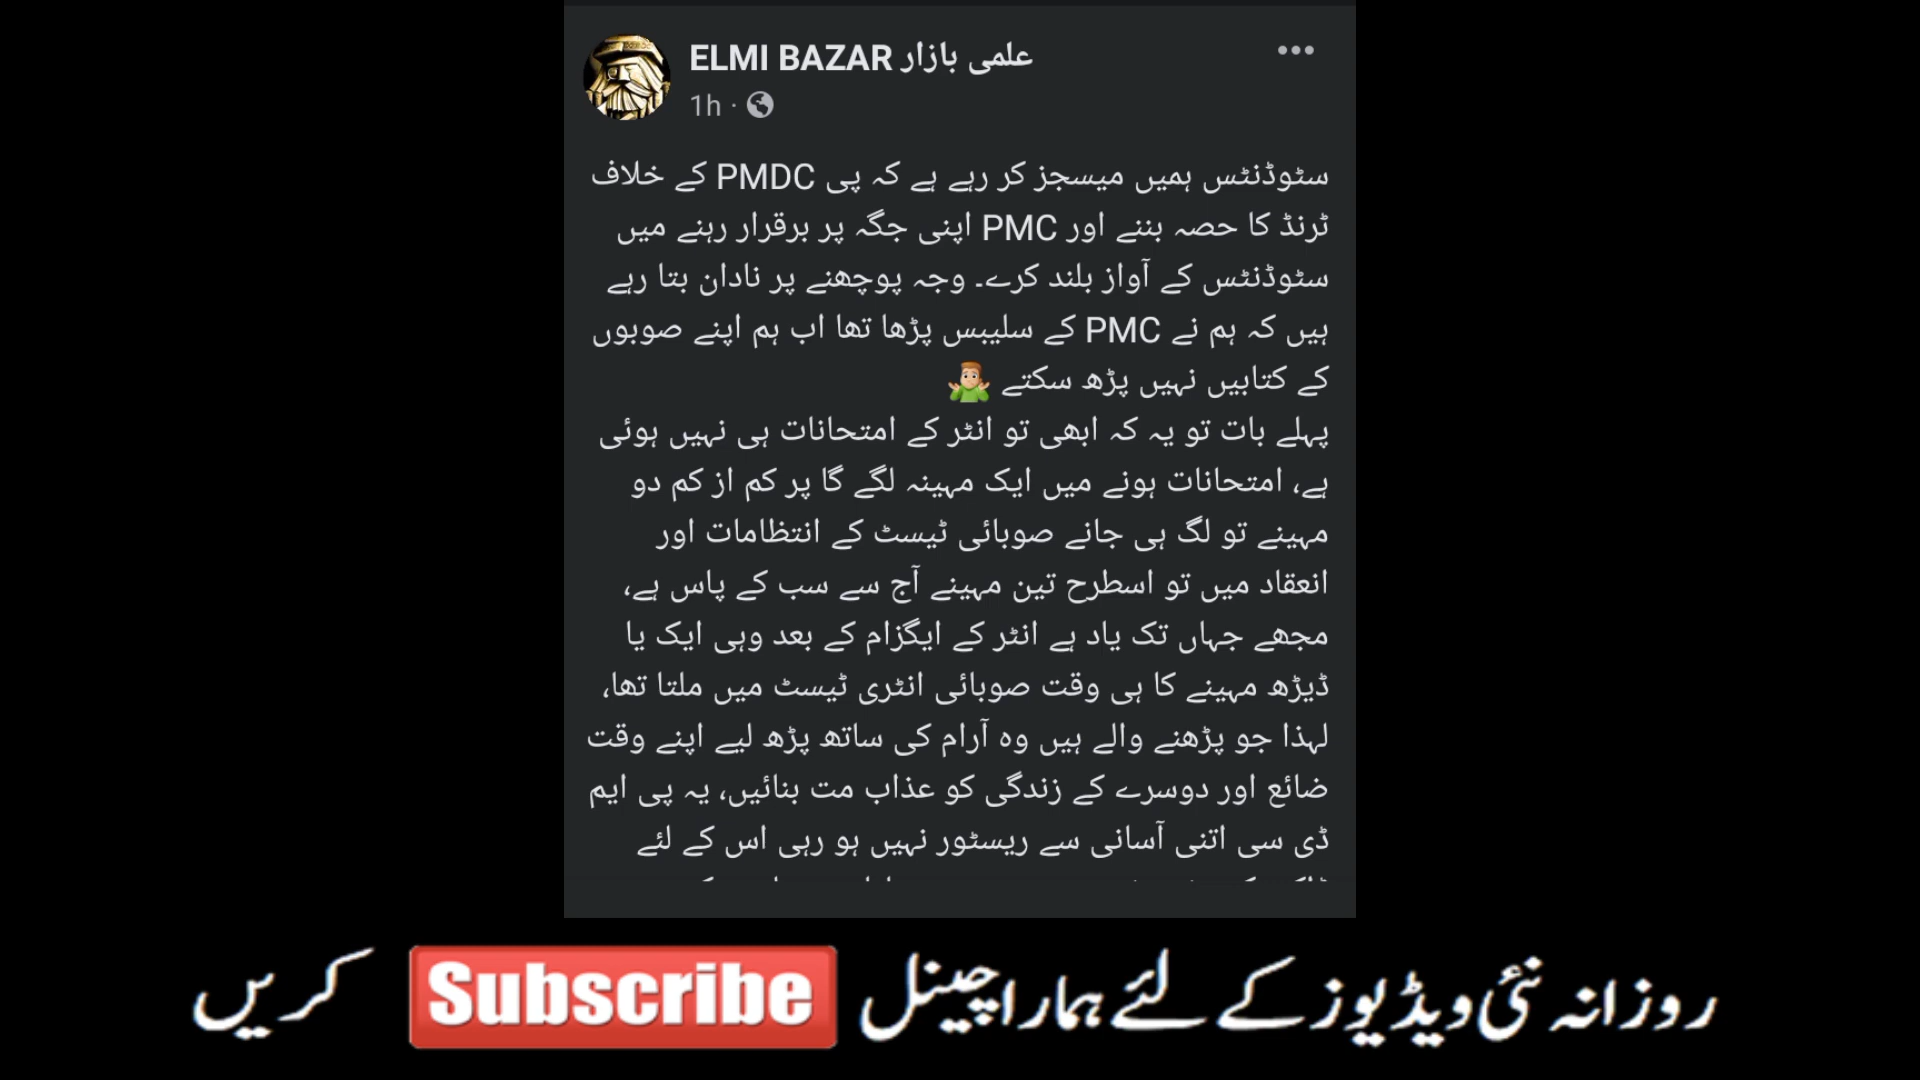 ELMI BAZAR علمی بازار
1h ·
سٹوڈنٹس ہمیں میسجز کر رہے ہے کہ پی PMDC کے خلاف
ٹرنڈ کا حصہ بننے اور PMC اپنی جگہ پر برقرار رہنے میں
سٹوڈنٹس کے آواز بلند کرے۔ وجہ پوچھنے پر نادان بتا رہے
ہیں کہ ہم نے PMC کے سلیبس پڑھا تھا اب ہم اپنے صوبوں
کے کتابیں نہیں پڑھ سکتے 🤷🏼‍♂️
پہلے بات تو یہ کہ ابھی تو انٹر کے امتحانات ہی نہیں ہوئی
ہے، امتحانات ہونے میں ایک مہینہ لگے گا پر کم از کم دو
مہینے تو لگ ہی جانے صوبائی ٹیسٹ کے انتظامات اور
انعقاد میں تو اسطرح تین مہینے آج سے سب کے پاس ہے،
مجھے جہاں تک یاد ہے انٹر کے ایگزام کے بعد وہی ایک یا
ڈیڑھ مہینے کا ہی وقت صوبائی انٹری ٹیسٹ میں ملتا تھا،
لہذا جو پڑھنے والے ہیں وہ آرام کی ساتھ پڑھ لیے اپنے وقت
ضائع اور دوسرے کے زندگی کو عذاب مت بنائیں، یہ پی ایم
ڈی سی اتنی آسانی سے ریسٹور نہیں ہو رہی اس کے لئے
روزانہ نئی ویڈیوز کے لئے ہمارا چینل Subscribe کریں